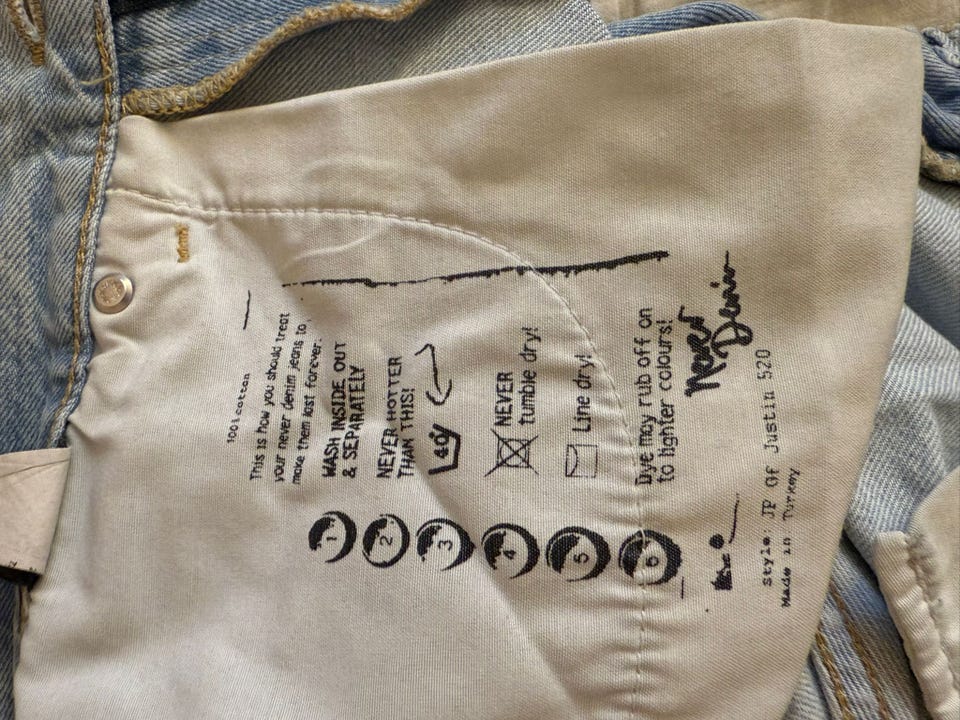 100% cotton
This is how you should treat
your never denim jeans to
make them last forever:
1 WASH INSIDE OUT
& SEPARATELY
2 NEVER HOTTER
THAN THIS!
3 40°
4 NEVER
tumble dry!
5 Line dry!
6 Dye may rub off on
to lighter colours!
Never
Denim
style. JP Of Justin 520
Made in Turkey